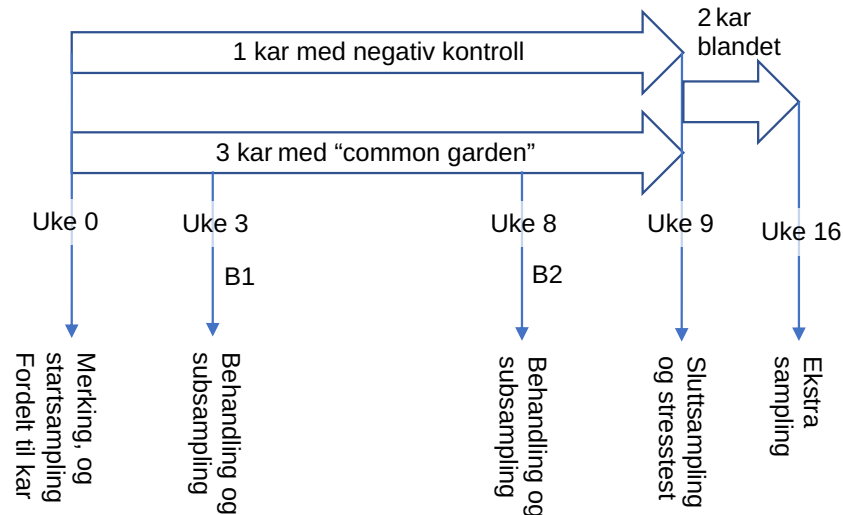 2 kar
blandet
1 kar med negativ kontroll
3 kar med “common garden”
Uke 0
Uke 3
Uke 8
Uke 9
Uke 16
B1
B2
Merking, og
startsampling
Fordelt til kar
Behandling og
subsampling
Behandling og
subsampling
Sluttsampling
og stresstest
Ekstra
sampling